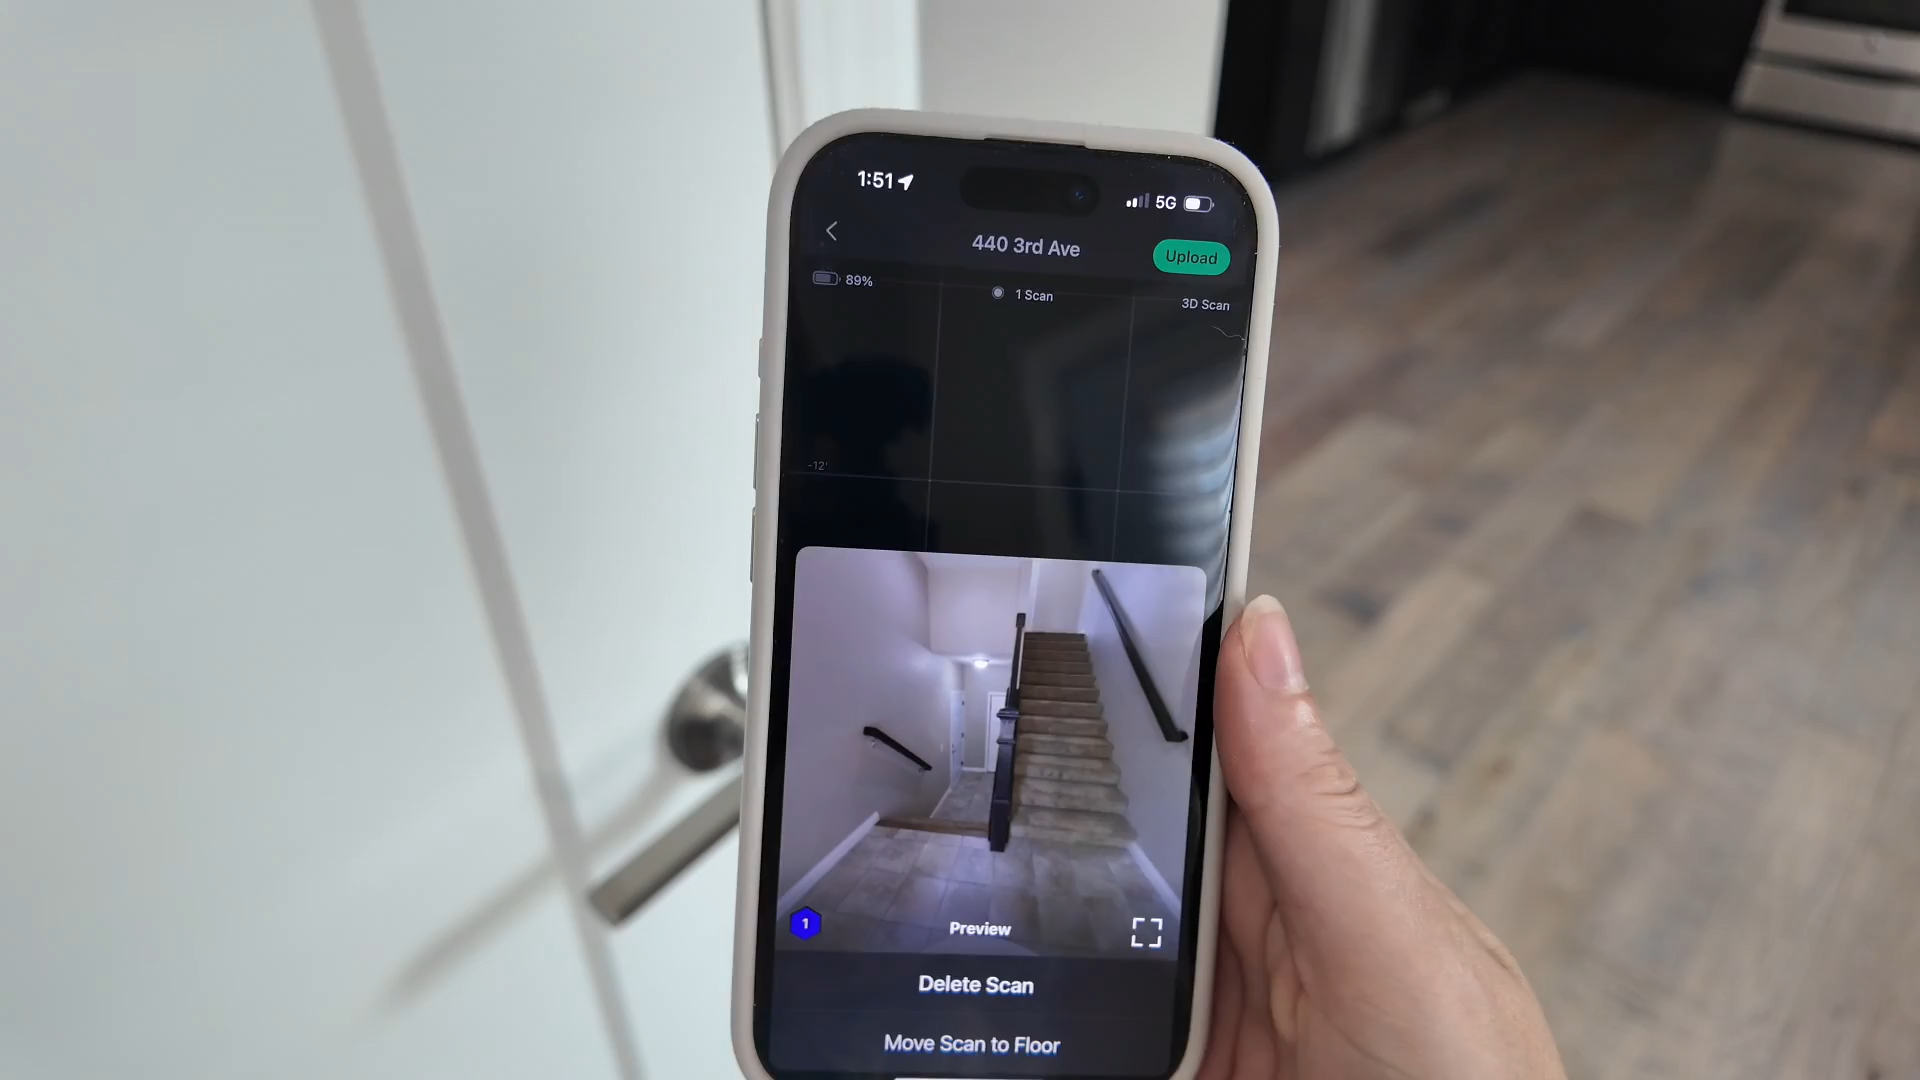 1:51
5G
440 3rd Ave
Upload
89%
1 Scan
3D Scan
-12'
1
Preview
Delete Scan
Move Scan to Floor